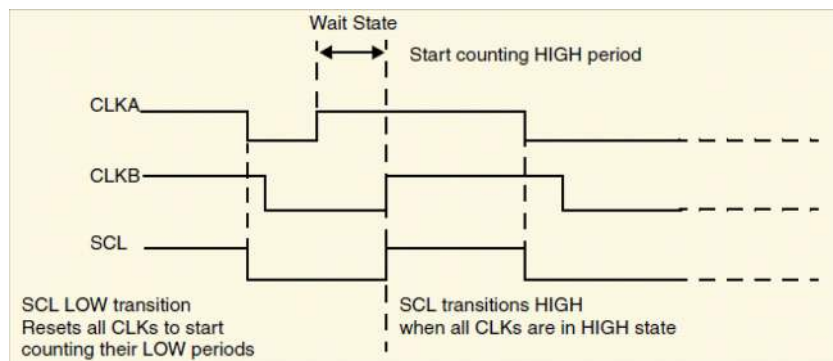 Wait State
Start counting HIGH period
CLKA
CLKB
SCL
SCL LOW transition
Resets all CLKs to start
counting their LOW periods
SCL transitions HIGH
when all CLKs are in HIGH state